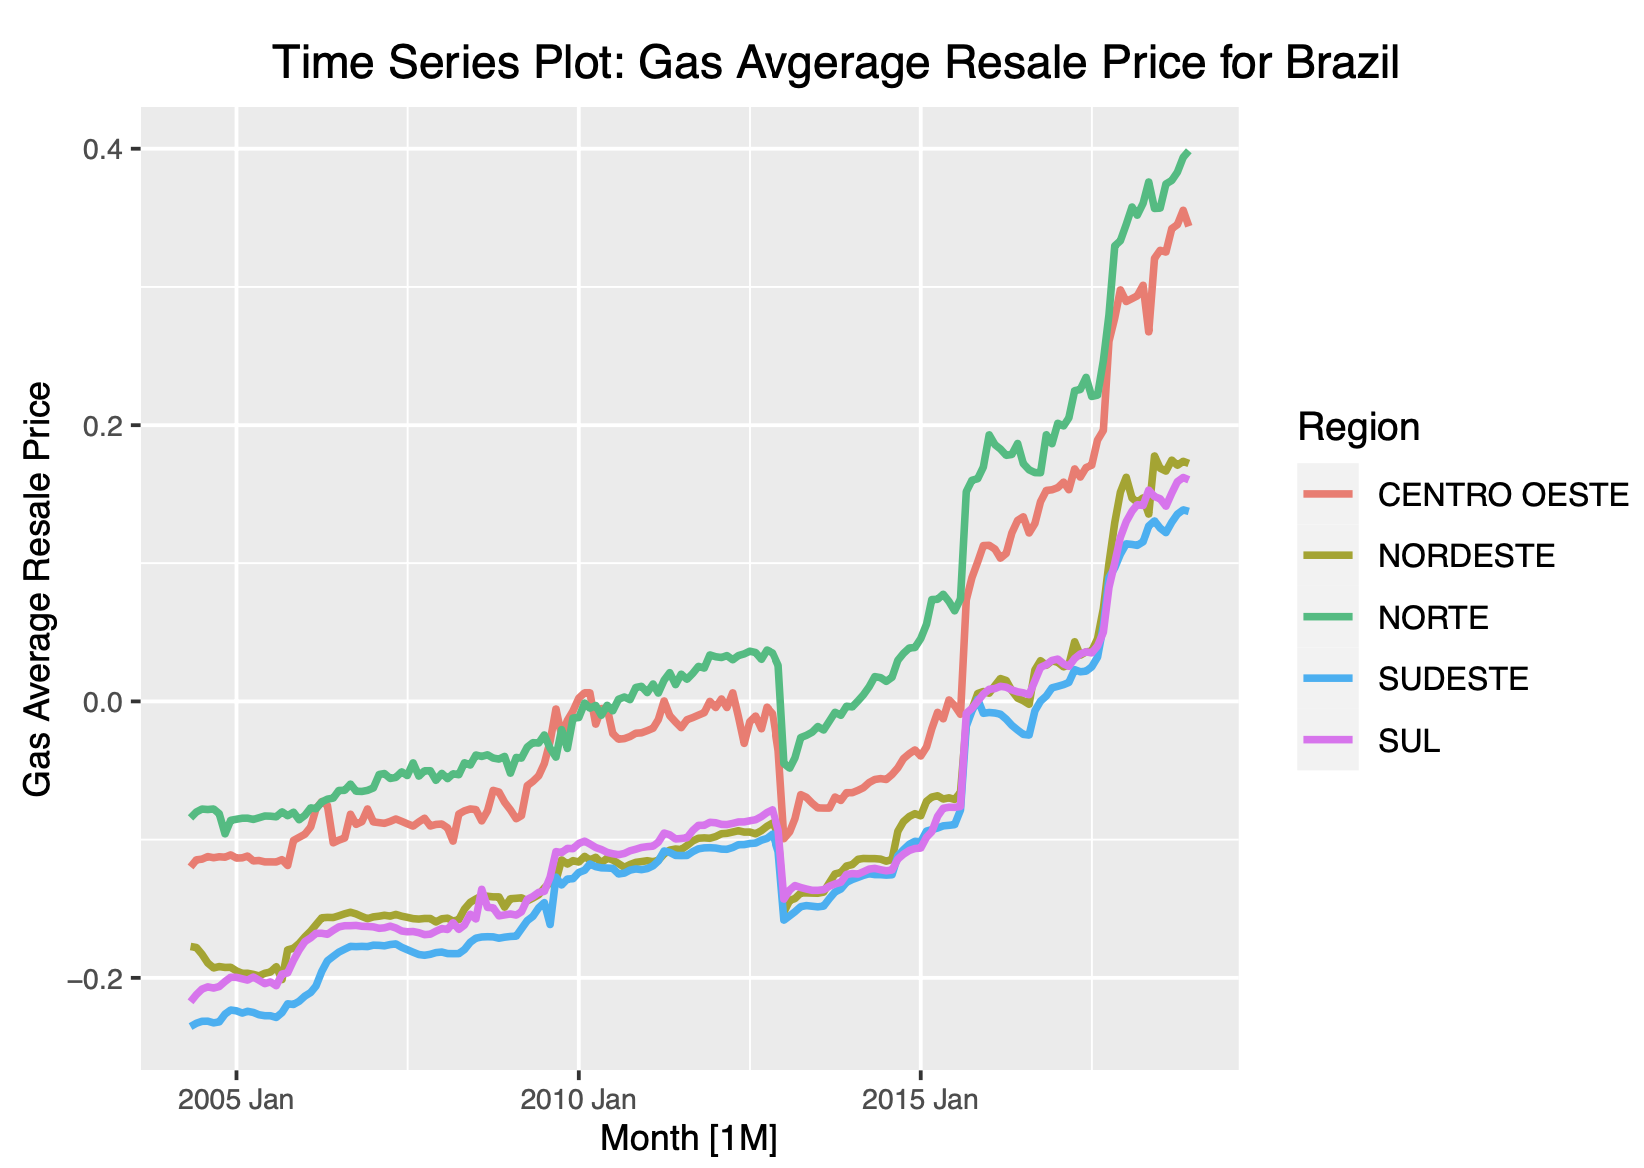 Time Series Plot: Gas Avgerage Resale Price for Brazil
Gas Average Resale Price
0.4
0.2
0.0
−0.2
2005 Jan
2010 Jan
2015 Jan
Month [1M]
Region
CENTRO OESTE
NORDESTE
NORTE
SUDESTE
SUL